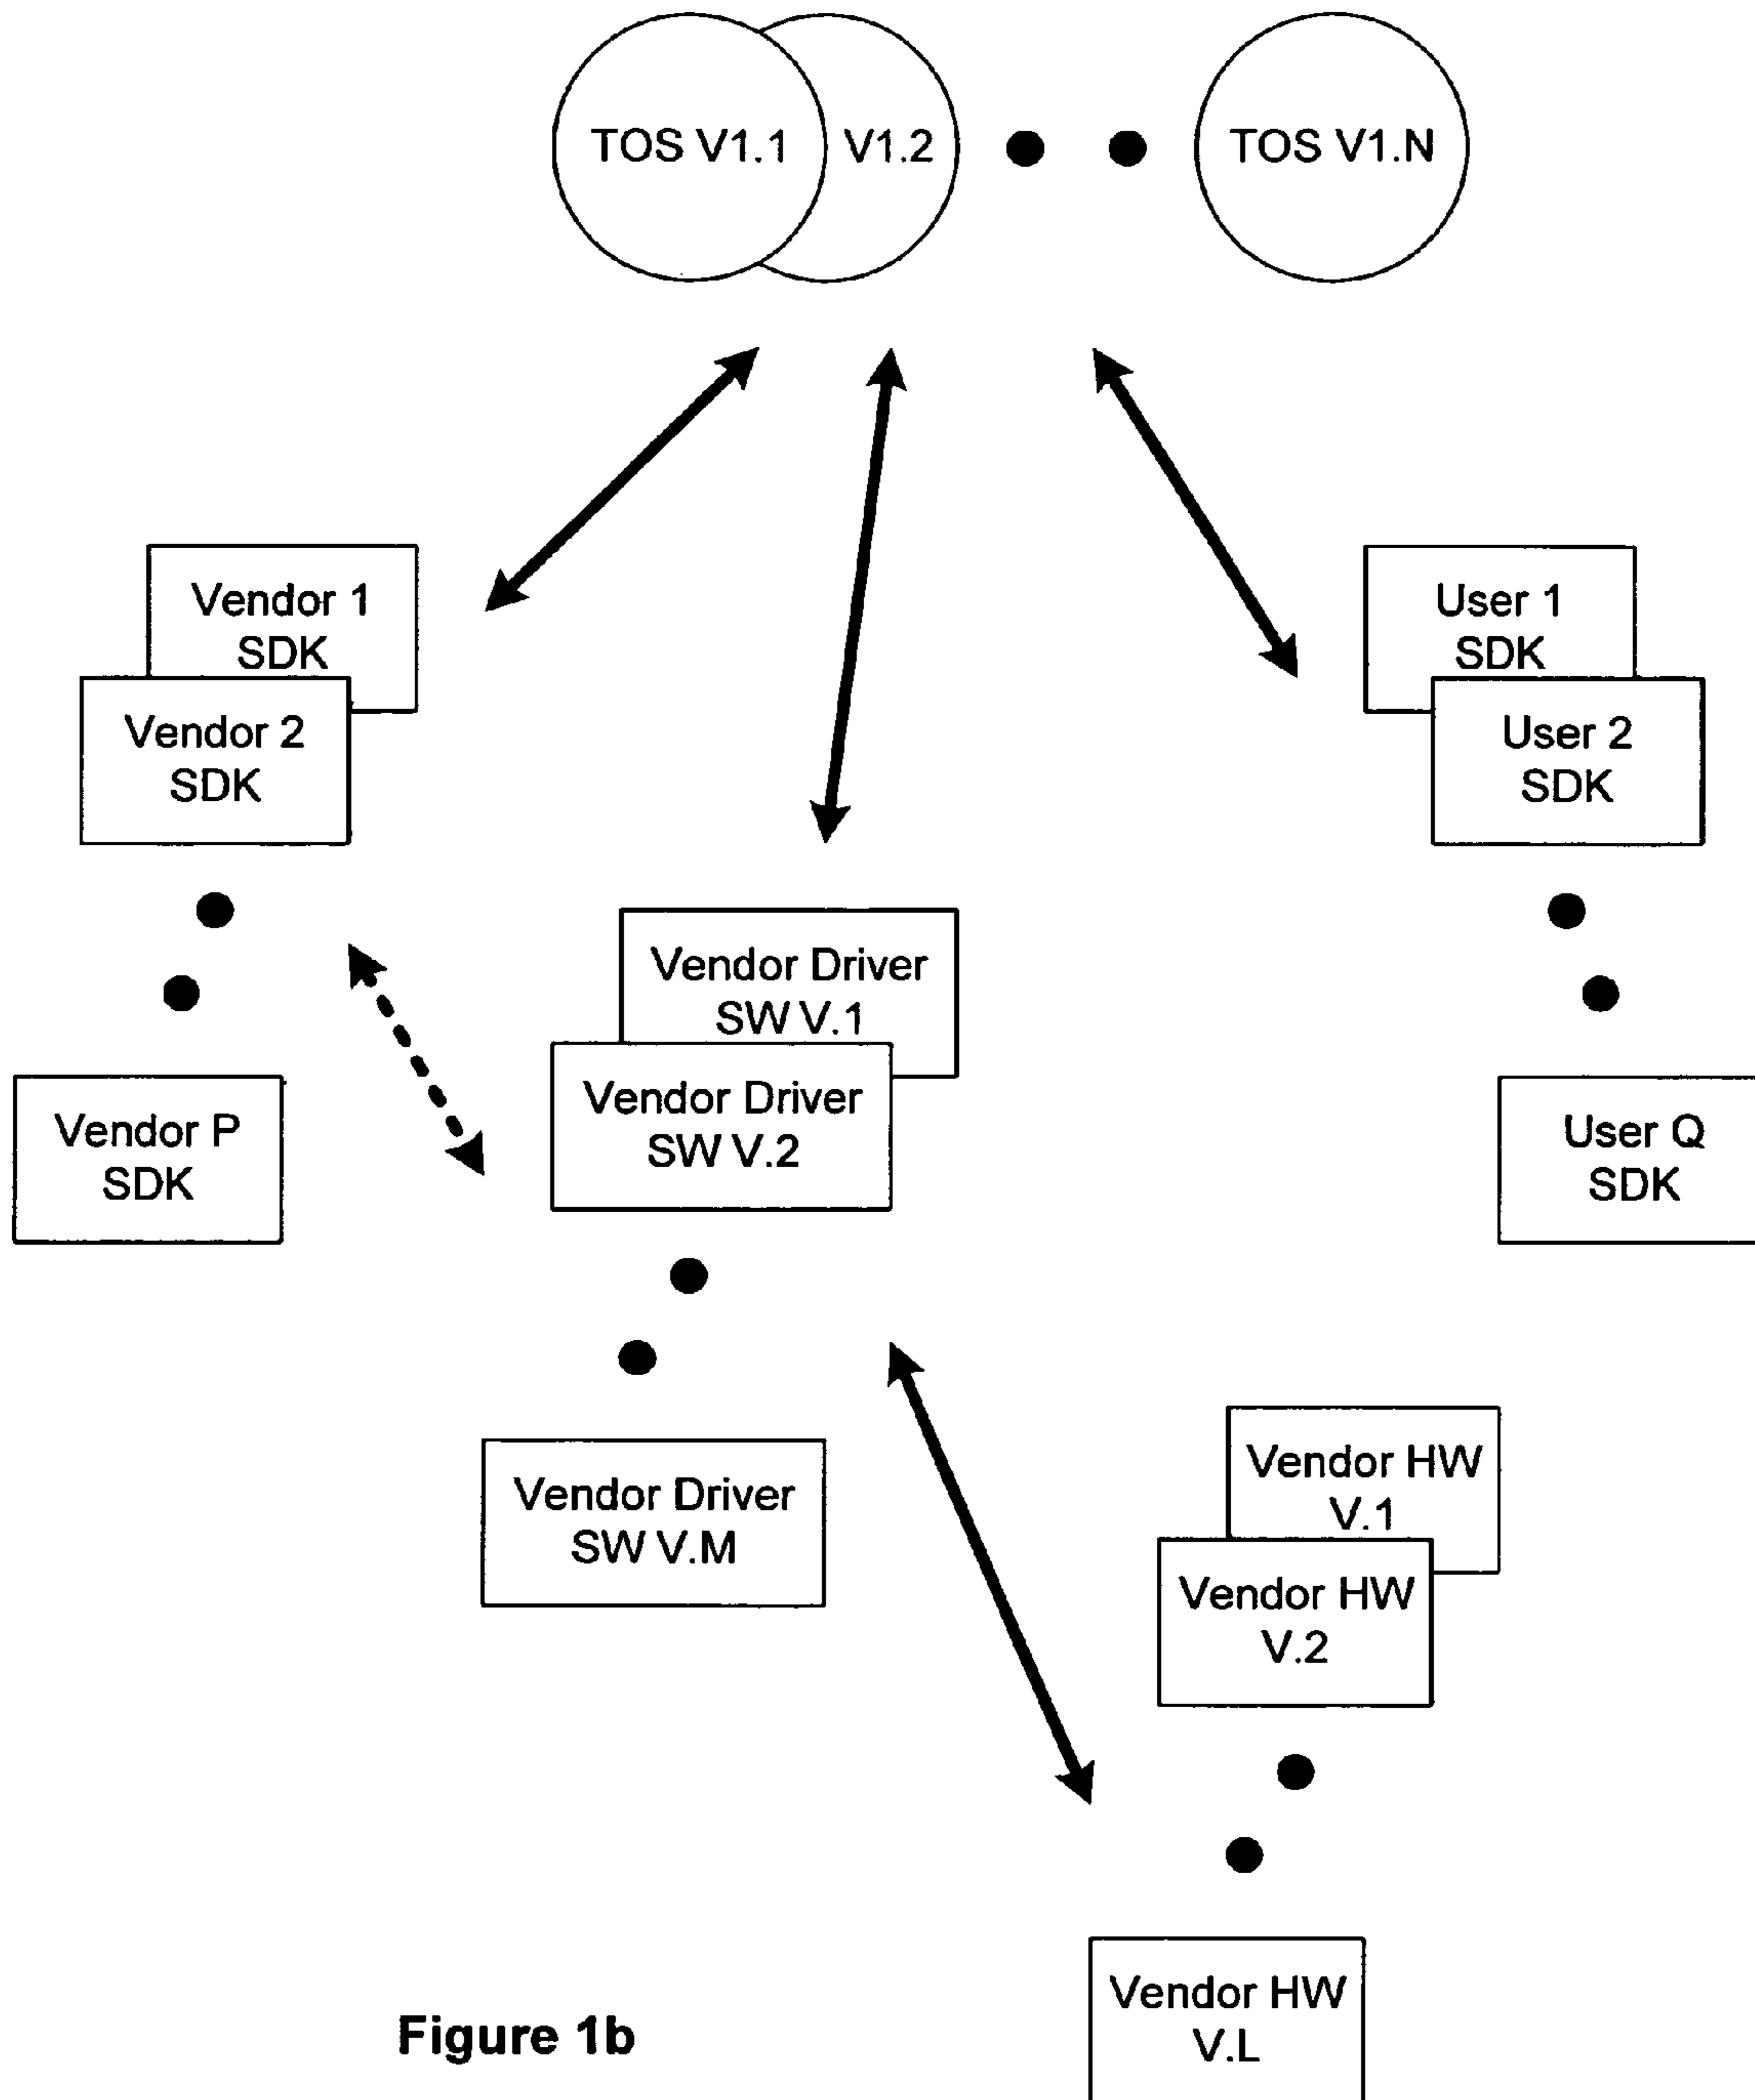 TOS V1.1
V1.2
TOS V1.N
Vendor 1
SDK
Vendor 2
SDK
Vendor P
SDK
User 1
SDK
User 2
SDK
User Q
SDK
Vendor Driver
SW V.1
Vendor Driver
SW V.2
Vendor Driver
SW V.M
Vendor HW
V.1
Vendor HW
V.2
Vendor HW
V.L
Figure 1b